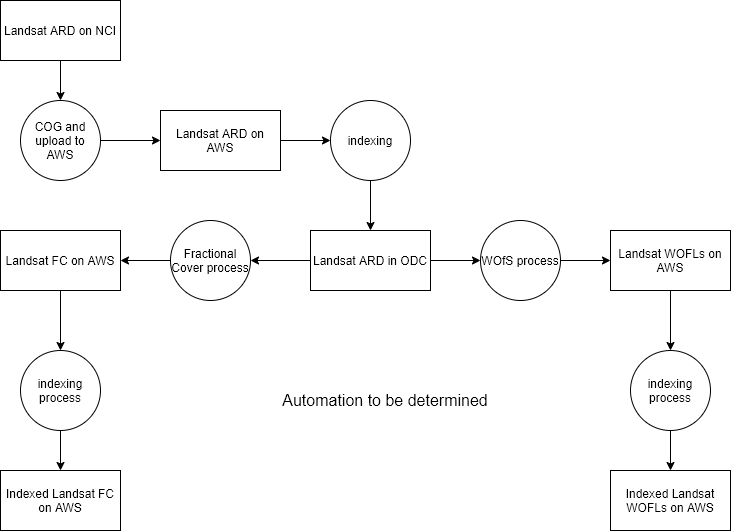 Landsat ARD on NCI
COG and
upload to
AWS
Landsat ARD on
AWS
indexing
Landsat FC on AWS
Fractional
Cover process
Landsat ARD in ODC
WOfS process
Landsat WOFLs on
AWS
indexing
process
Automation to be determined
indexing
process
Indexed Landsat FC
on AWS
Indexed Landsat
WOFLs on AWS